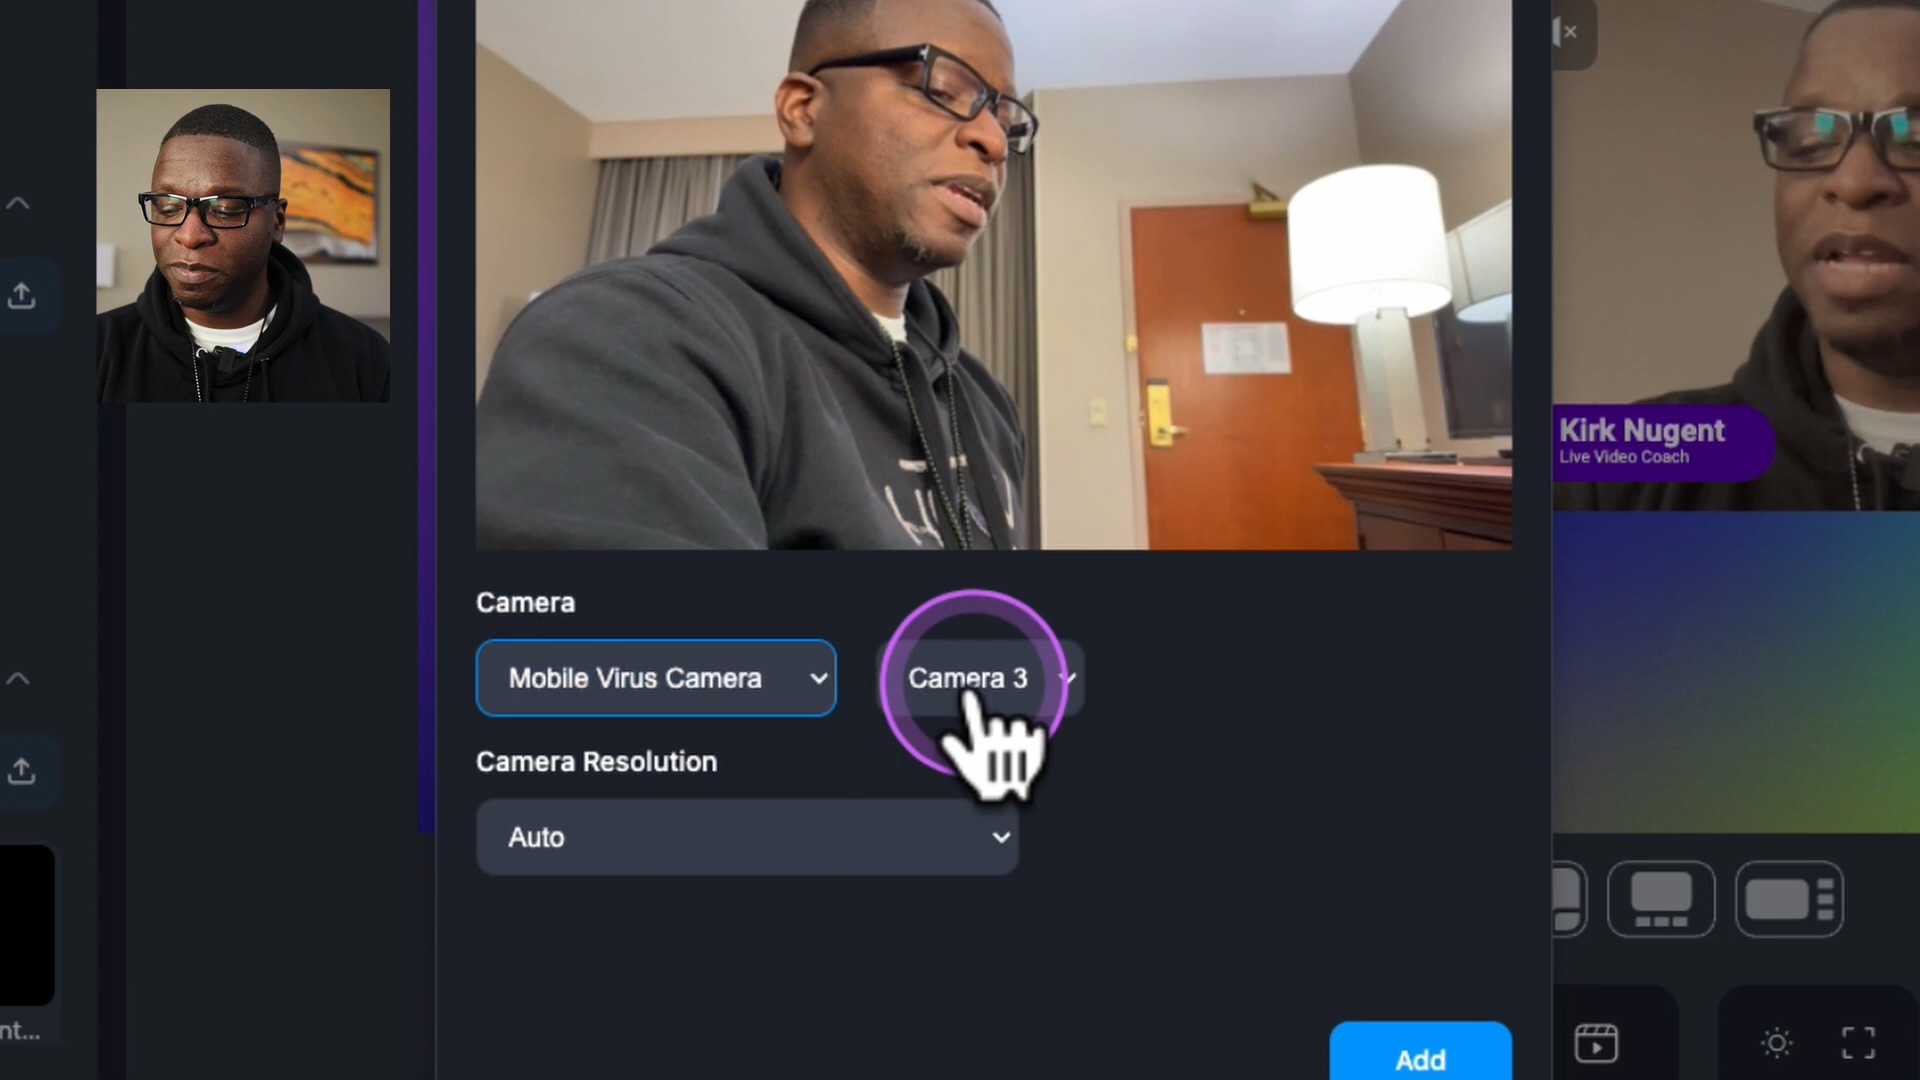 Kirk Nugent
Live Video Coach
Camera
Mobile Virus Camera
Camera 3
Camera Resolution
Auto
nt...
Add